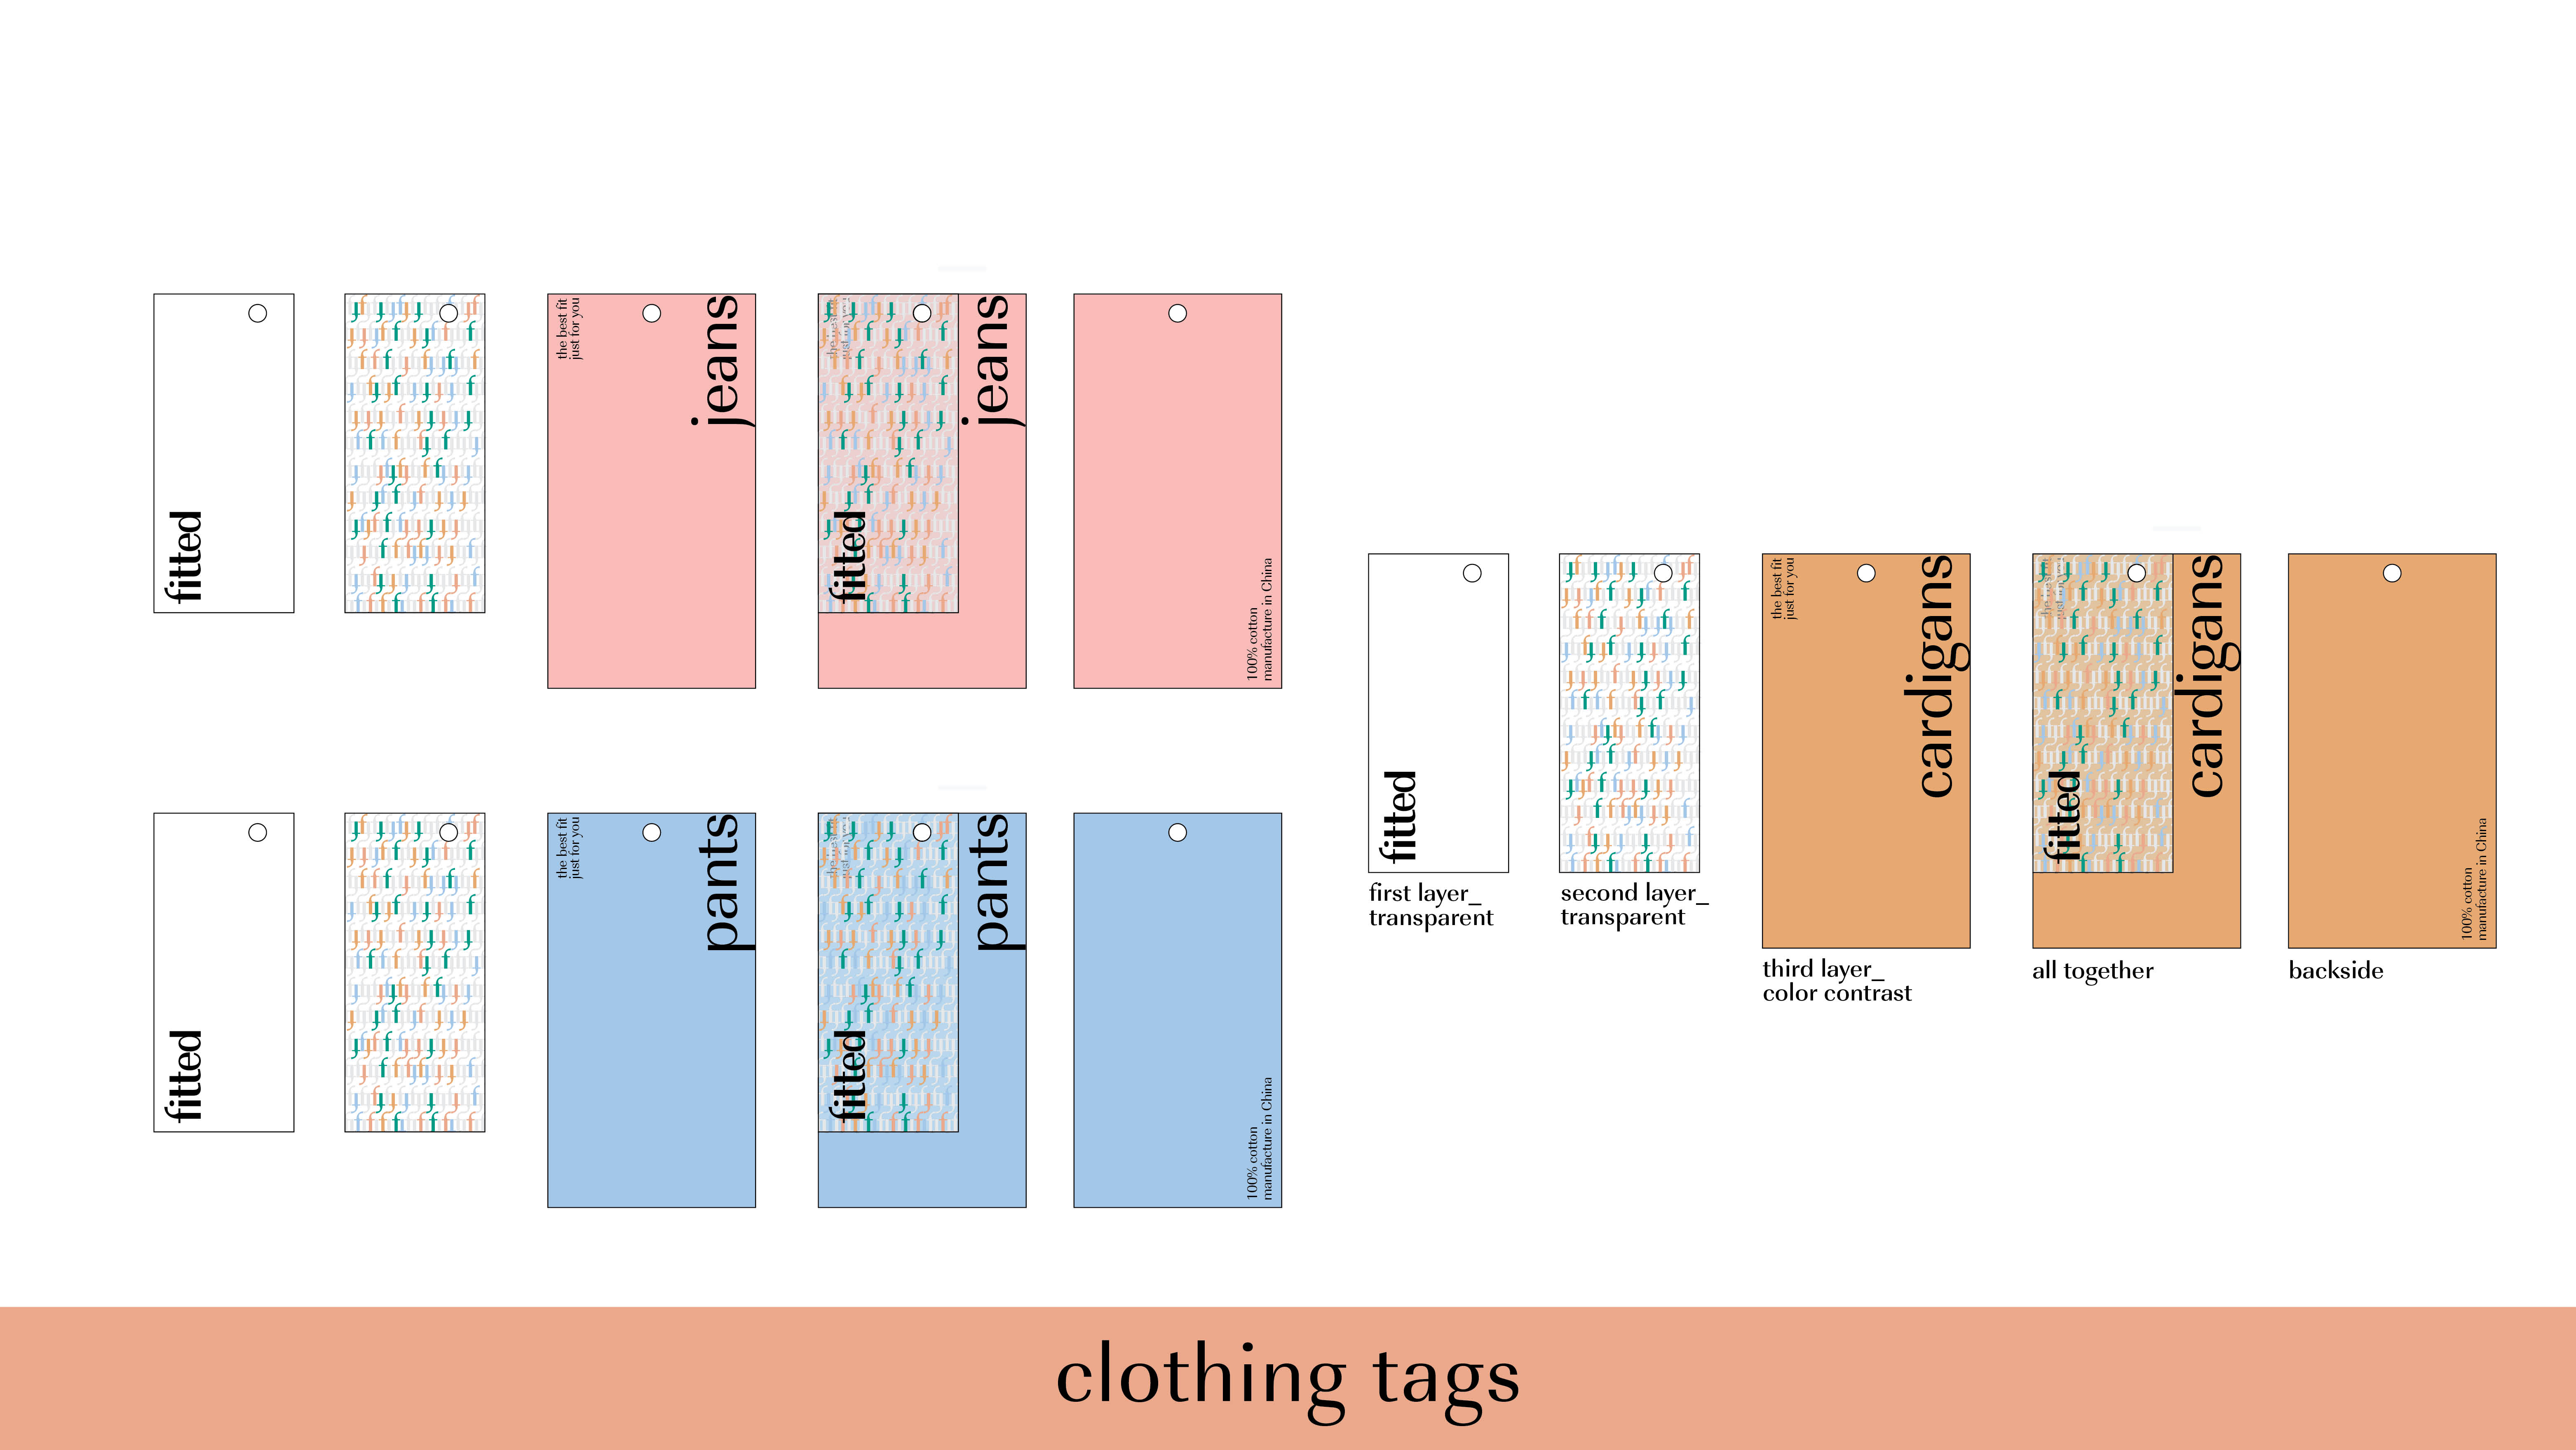 fitted
the best fit
just for you
jeans
fitted
jeans
100% cotton
manufacture in China
fitted
the best fit
just for you
pants
fitted
pants
100% cotton
manufacture in China
fitted
first layer_
transparent
second layer_
transparent
the best fit
just for you
cardigans
third layer_
color contrast
fitted
cardigans
all together
100% cotton
manufacture in China
backside
clothing tags